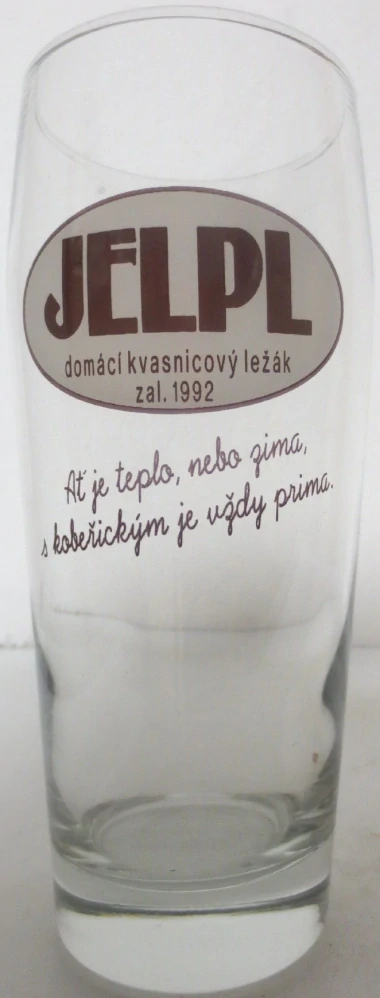 JELPL
domácí kvasnicový ležák
zal. 1992
Ať je teplo, nebo zima,
s kobeřickým je vždy prima.